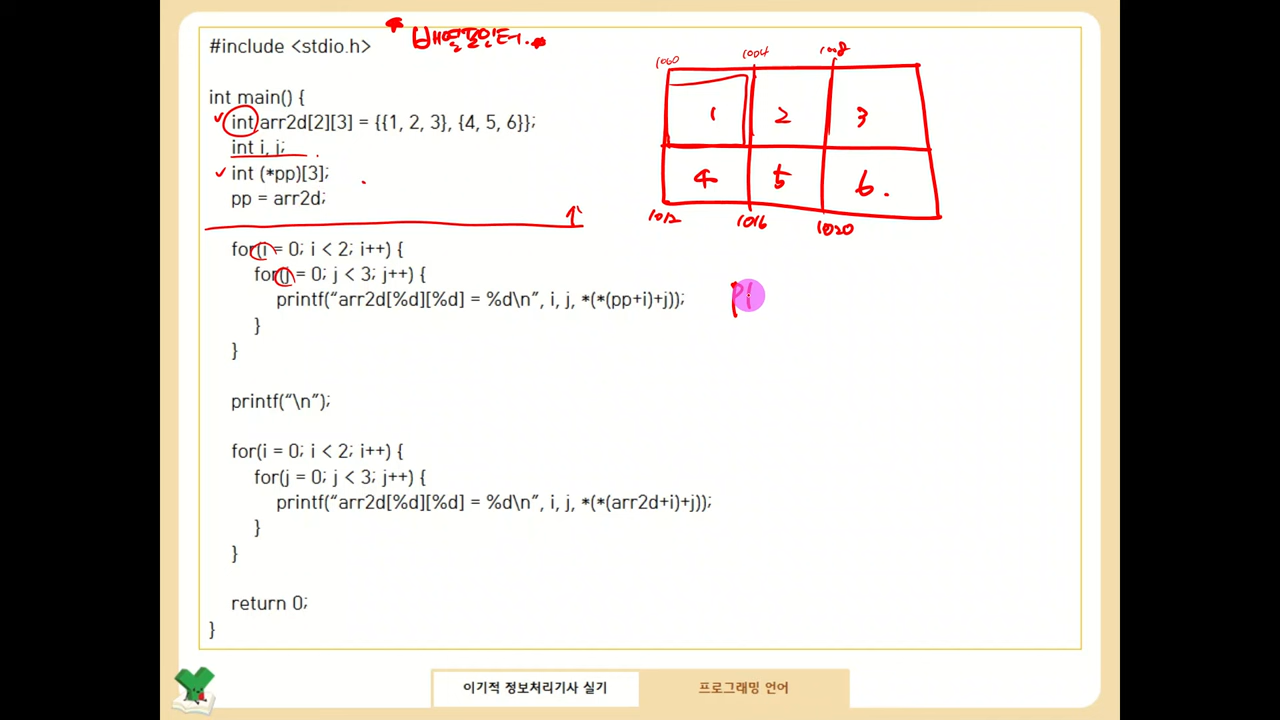 * 배열포인터.
#include <stdio.h>
int main() {
int arr2d[2][3] = {{1, 2, 3}, {4, 5, 6}};
int i, j;
int (*pp)[3];
pp = arr2d;
for(i = 0; i < 2; i++) {
for(j = 0; j < 3; j++) {
printf(“arr2d[%d][%d] = %d\n”, i, j, *(*(pp+i)+j));
}
}
printf(“\n”);
for(i = 0; i < 2; i++) {
for(j = 0; j < 3; j++) {
printf(“arr2d[%d][%d] = %d\n”, i, j, *(*(arr2d+i)+j));
}
}
return 0;
}
1000 1004 1008
1 2 3
4 5 6.
1012 1016 1020
이기적 정보처리기사 실기
프로그래밍 언어